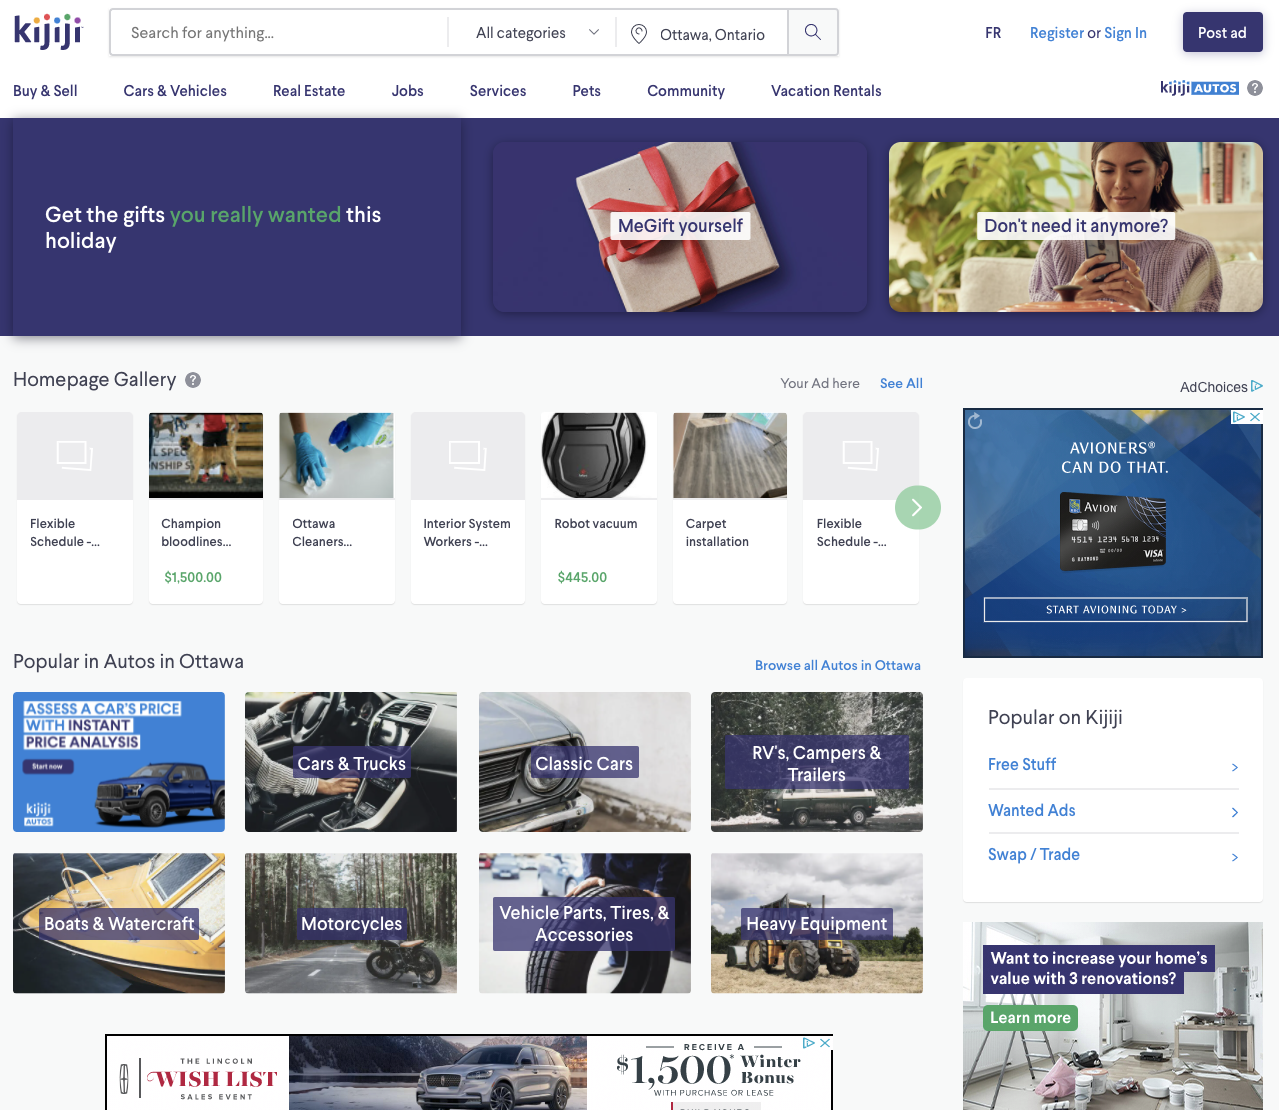 kijiji
Search for anything...
All categories
Ottawa, Ontario
FR
Register or Sign In
Post ad
Buy & Sell
Cars & Vehicles
Real Estate
Jobs
Services
Pets
Community
Vacation Rentals
kijiji AUTOS
?
Get the gifts you really wanted this
holiday
MeGift yourself
Don't need it anymore?
Homepage Gallery ?
Your Ad here
See All
Flexible
Schedule -...
L SPEC
NSHIP S
Champion
bloodlines...
$1,500.00
Ottawa
Cleaners...
Interior System
Workers -...
Robot vacuum
$445.00
Carpet
installation
Flexible
Schedule -...
AdChoices
AVIONERS®
CAN DO THAT.
RBC
AVION
4514 1234 5678 1234
VISA
START AVIONING TODAY >
Popular in Autos in Ottawa
Browse all Autos in Ottawa
ASSESS A CAR'S PRICE
WITH INSTANT
PRICE ANALYSIS
Start now
kijiji
AUTOS
Cars & Trucks
Classic Cars
RV's, Campers &
Trailers
Boats & Watercraft
Motorcycles
Vehicle Parts, Tires, &
Accessories
Heavy Equipment
Popular on Kijiji
Free Stuff
Wanted Ads
Swap / Trade
Want to increase your home's
value with 3 renovations?
Learn more
THE LINCOLN
WISH LIST
SALES EVENT
RECEIVE A
$1,500* Winter
Bonus
WITH PURCHASE OR LEASE